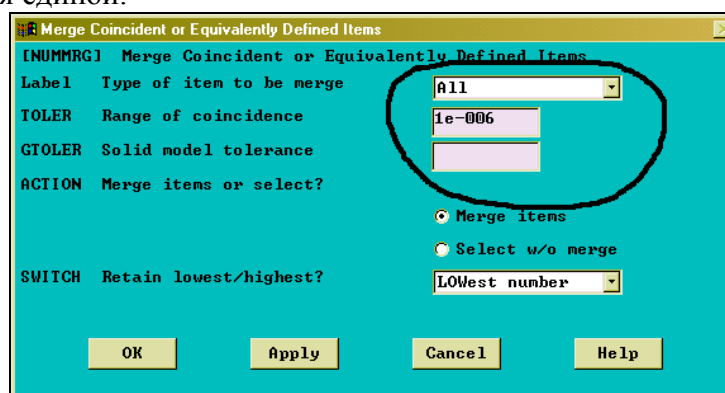 единой.
Merge Coincident or Equivalently Defined Items
[NUMMRG] Merge Coincident or Equivalently Defined Items
Label Type of item to be merge All
TOLER Range of coincidence 1e-006
GTOLER Solid model tolerance
ACTION Merge items or select?
Merge items
Select w/o merge
SWITCH Retain lowest/highest? LOWest number
OK Apply Cancel Help